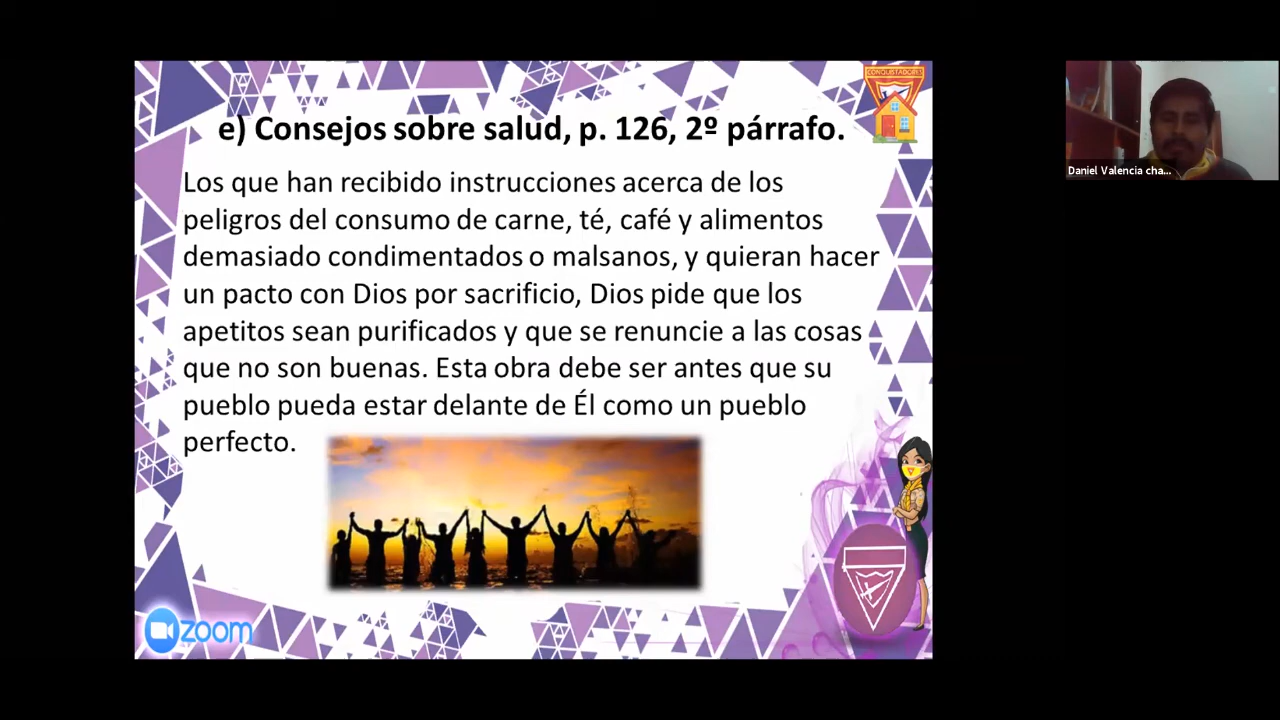 CONQUISTADORES
e) Consejos sobre salud, p. 126, 2º párrafo.
Los que han recibido instrucciones acerca de los
peligros del consumo de carne, té, café y alimentos
demasiado condimentados o malsanos, y quieran hacer
un pacto con Dios por sacrificio, Dios pide que los
apetitos sean purificados y que se renuncie a las cosas
que no son buenas. Esta obra debe ser antes que su
pueblo pueda estar delante de Él como un pueblo
perfecto.
zoom
Daniel Valencia cha...